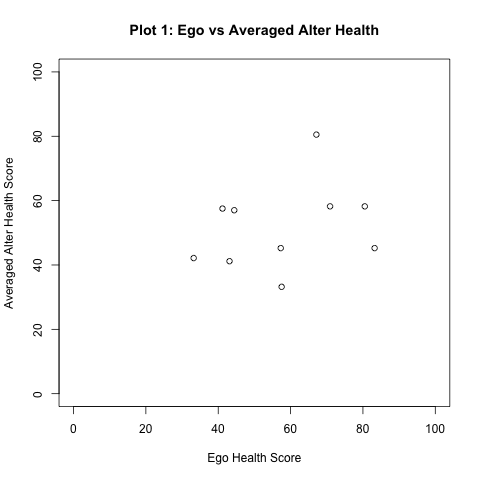 Plot 1: Ego vs Averaged Alter Health
Averaged Alter Health Score
100
80
60
40
20
0
0 20 40 60 80 100
Ego Health Score